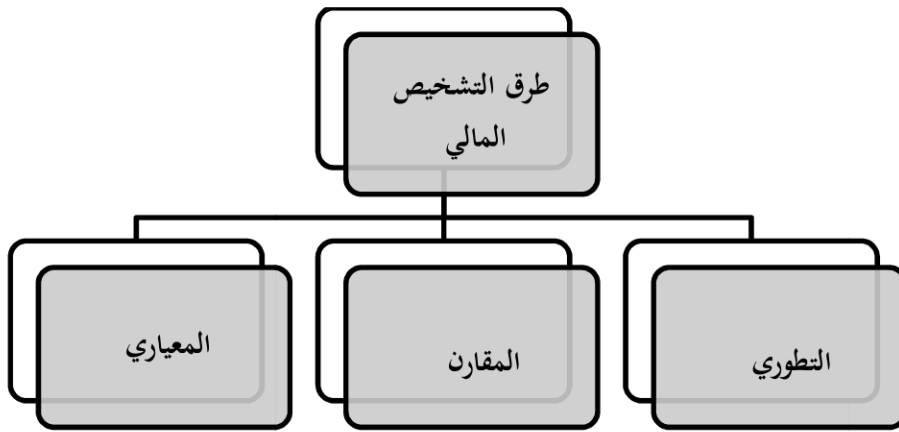 طرق التشخيص
المالي
التطوري
المقارن
المعياري